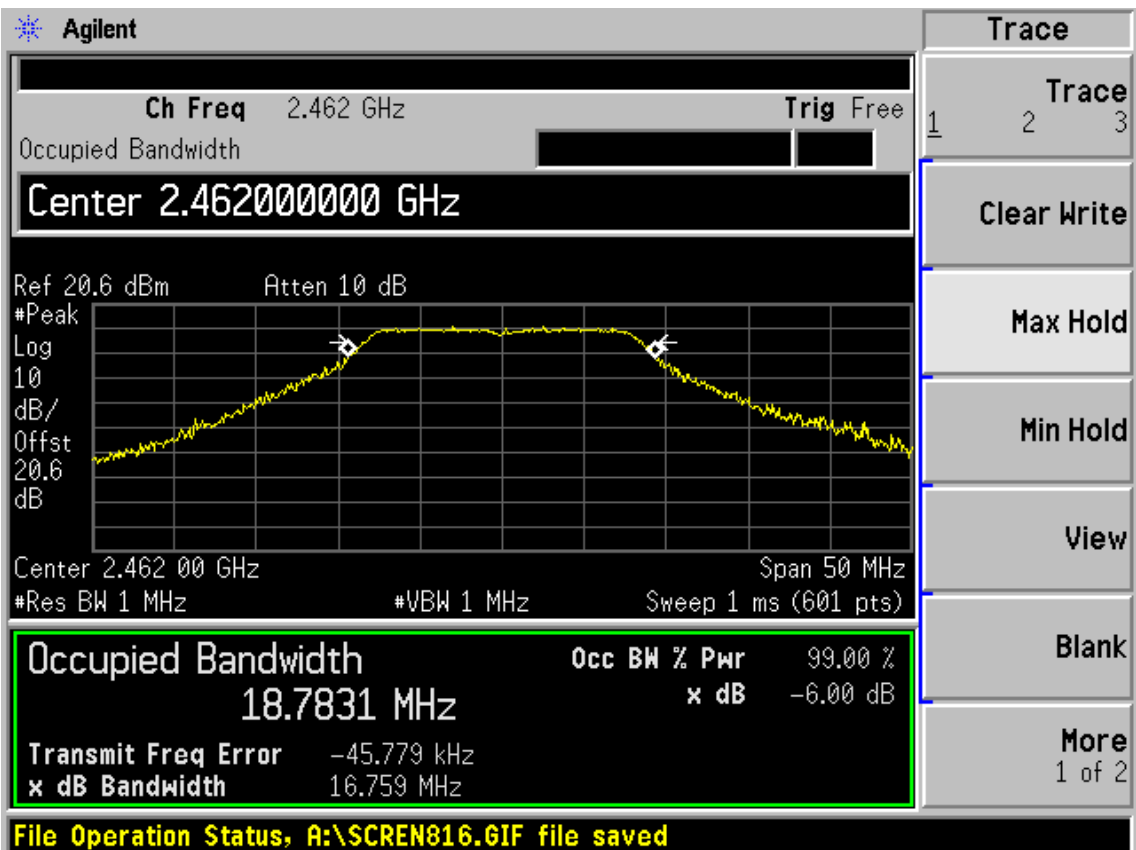 Agilent
Trace
Ch Freq 2.462 GHz Trig Free
Occupied Bandwidth
Center 2.462000000 GHz
Ref 20.6 dBm Atten 10 dB
#Peak
Log
10
dB/
Offst
20.6
dB
Center 2.462 00 GHz Span 50 MHz
#Res BW 1 MHz #VBW 1 MHz Sweep 1 ms (601 pts)
Occupied Bandwidth Occ BW % Pwr 99.00 %
18.7831 MHz x dB -6.00 dB
Transmit Freq Error -45.779 kHz
x dB Bandwidth 16.759 MHz
File Operation Status, A:\SCREN816.GIF file saved
Trace
1 2 3
Clear Write
Max Hold
Min Hold
View
Blank
More
1 of 2